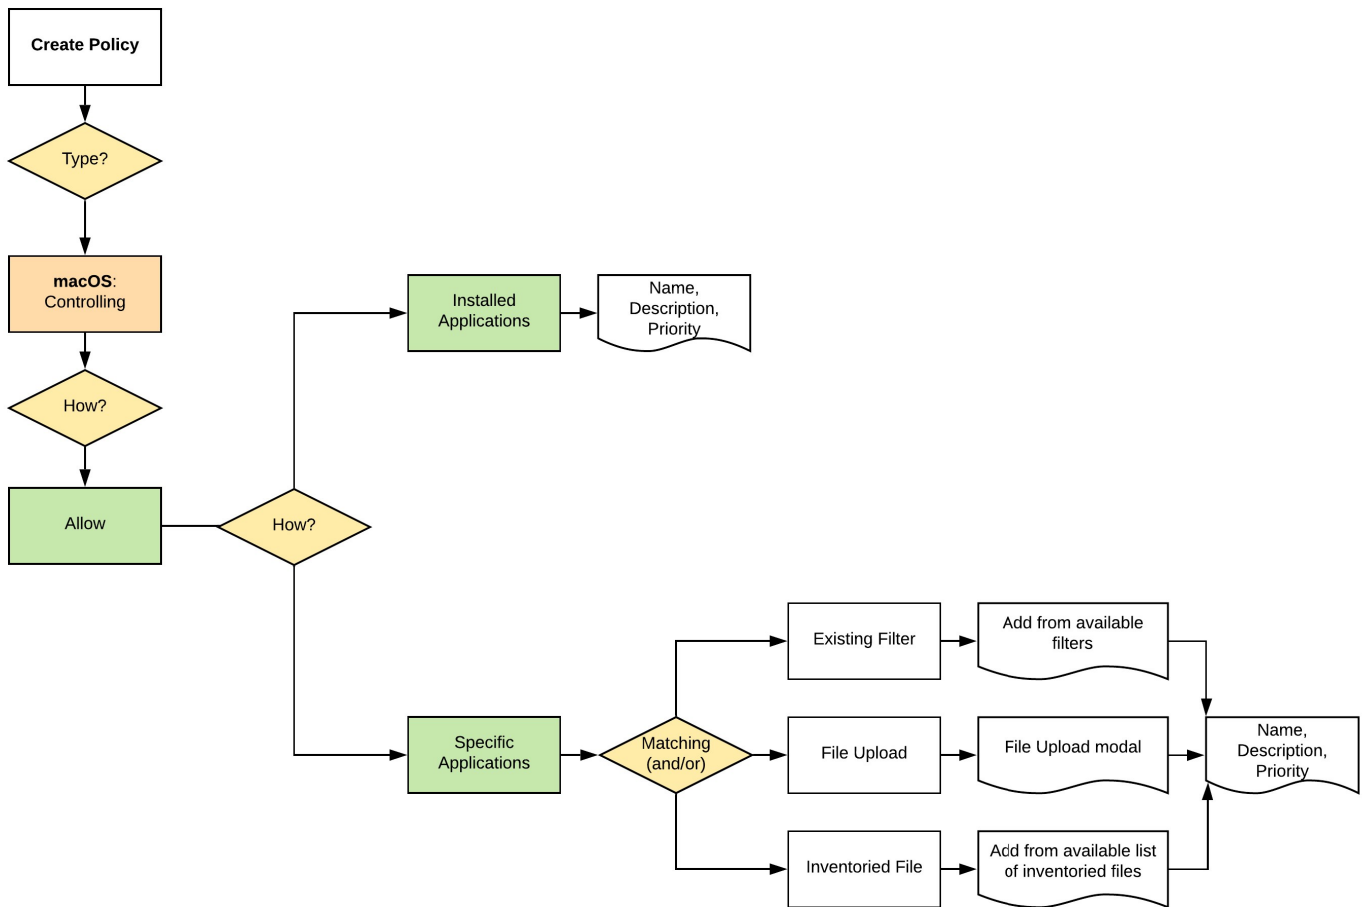 Create Policy
Type?
macOS:
Controlling
How?
Allow
How?
Installed
Applications
Name,
Description,
Priority
Specific
Applications
Matching
(and/or)
Existing Filter
Add from available
filters
File Upload
File Upload modal
Inventoried File
Add from available list
of inventoried files
Name,
Description,
Priority